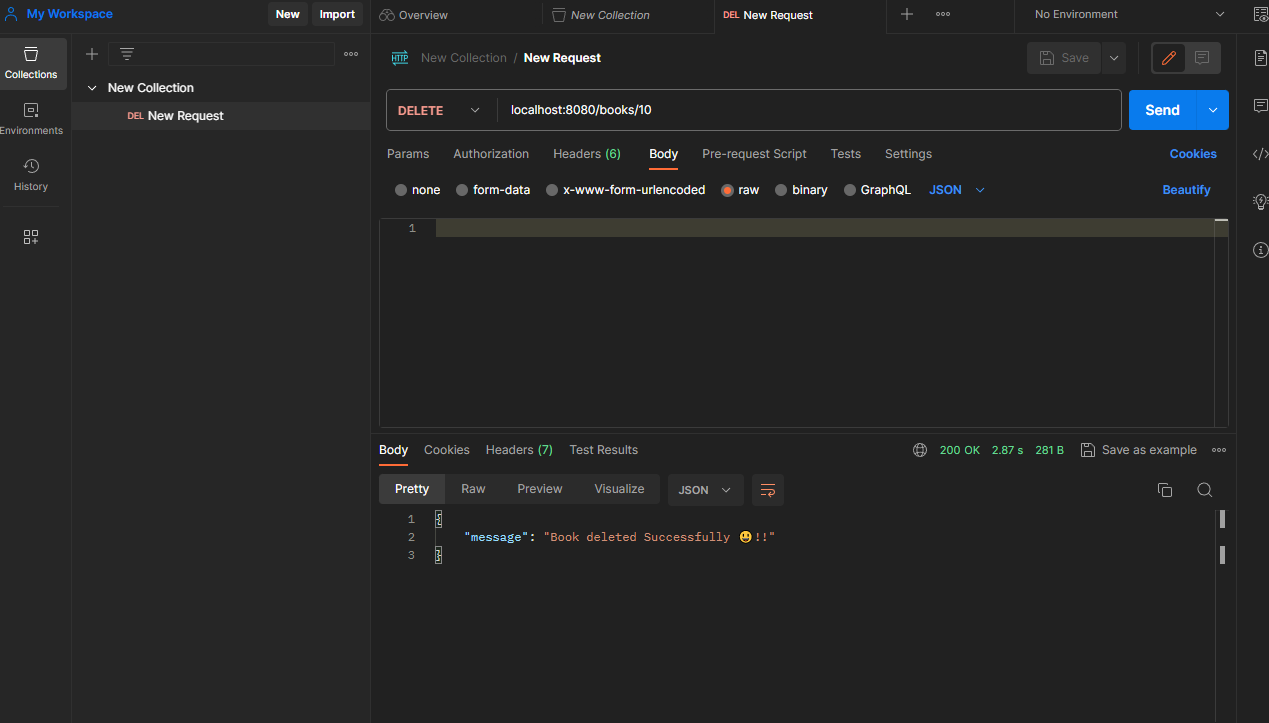 My Workspace New Import Overview New Collection DEL New Request No Environment
Collections
New Collection / New Request Save
New Collection
DEL New Request
DELETE localhost:8080/books/10 Send
Environments
Params Authorization Headers (6) Body Pre-request Script Tests Settings Cookies
History
none form-data x-www-form-urlencoded raw binary GraphQL JSON Beautify
1
Body Cookies Headers (7) Test Results 200 OK 2.87 s 281 B Save as example
Pretty Raw Preview Visualize JSON
1 {
2 "message": "Book deleted Successfully 😃!!"
3 }